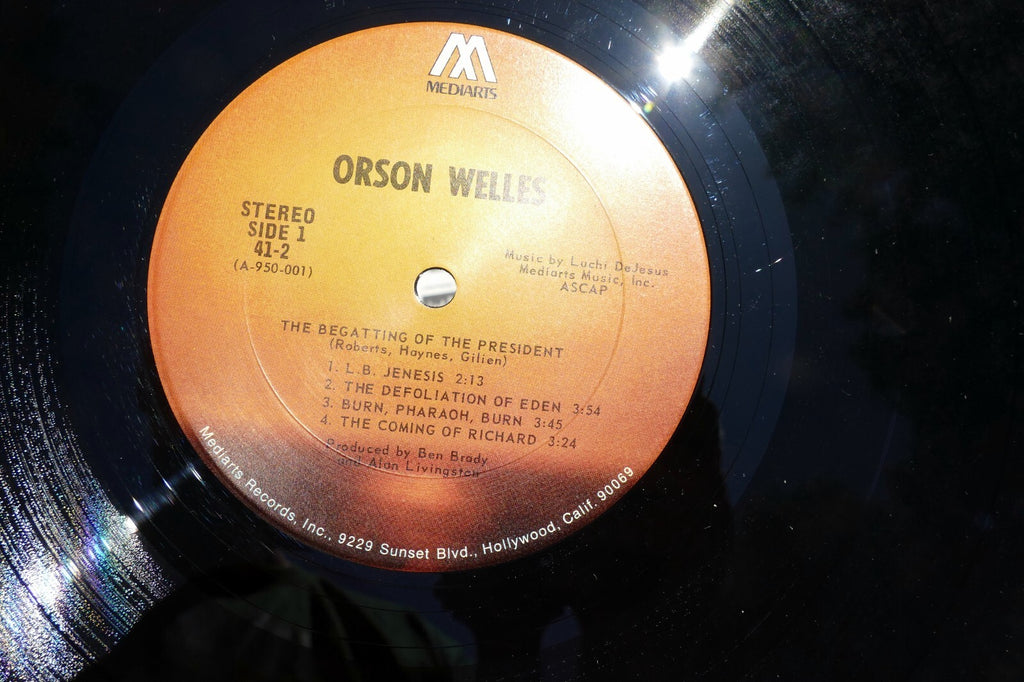 MEDIARTS
ORSON WELLES
STEREO
SIDE 1
41-2
(A-950-001)
Music by Luchi DeJesus
Mediarts Music, Inc.
ASCAP
THE BEGATTING OF THE PRESIDENT
(Roberts, Haynes, Gilien)
1. L.B. JENESIS 2:13
2. THE DEFOLIATION OF EDEN 3:54
3. BURN, PHARAOH, BURN 3:45
4. THE COMING OF RICHARD 3:24
Produced by Ben Brady
and Alan Livingston
Mediarts Records, Inc., 9229 Sunset Blvd., Hollywood, Calif. 90069